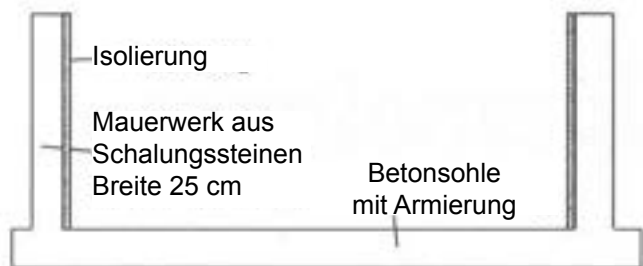 Isolierung
Mauerwerk aus
Schalungssteinen
Breite 25 cm
Betonsohle
mit Armierung